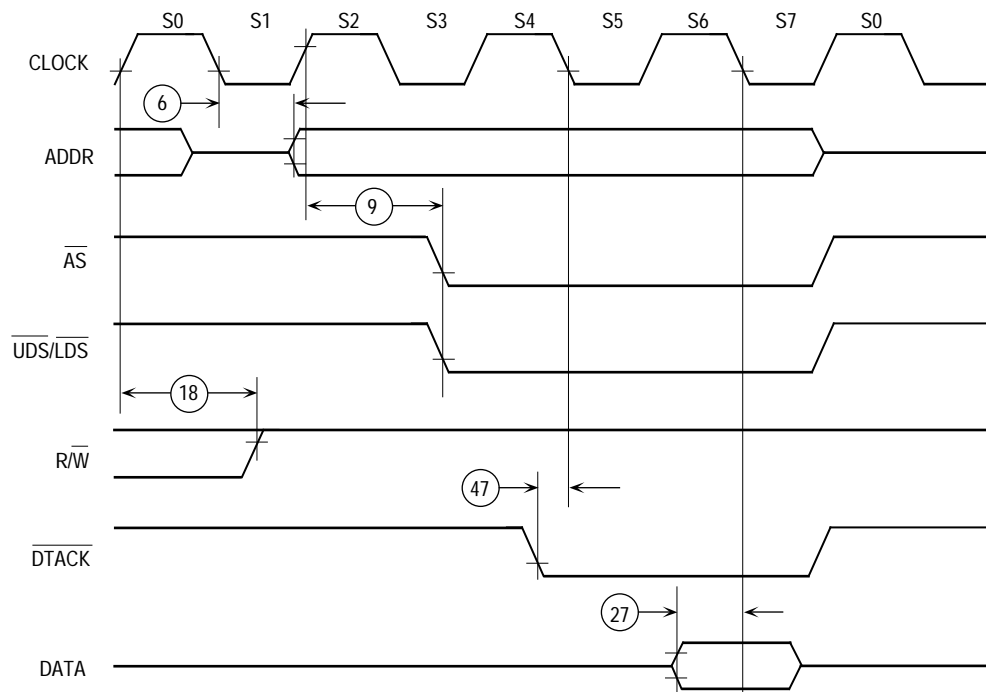 S0 S1 S2 S3 S4 S5 S6 S7 S0
CLOCK
6
ADDR
9
AS
UDS/LDS
18
R/W
47
DTACK
27
DATA